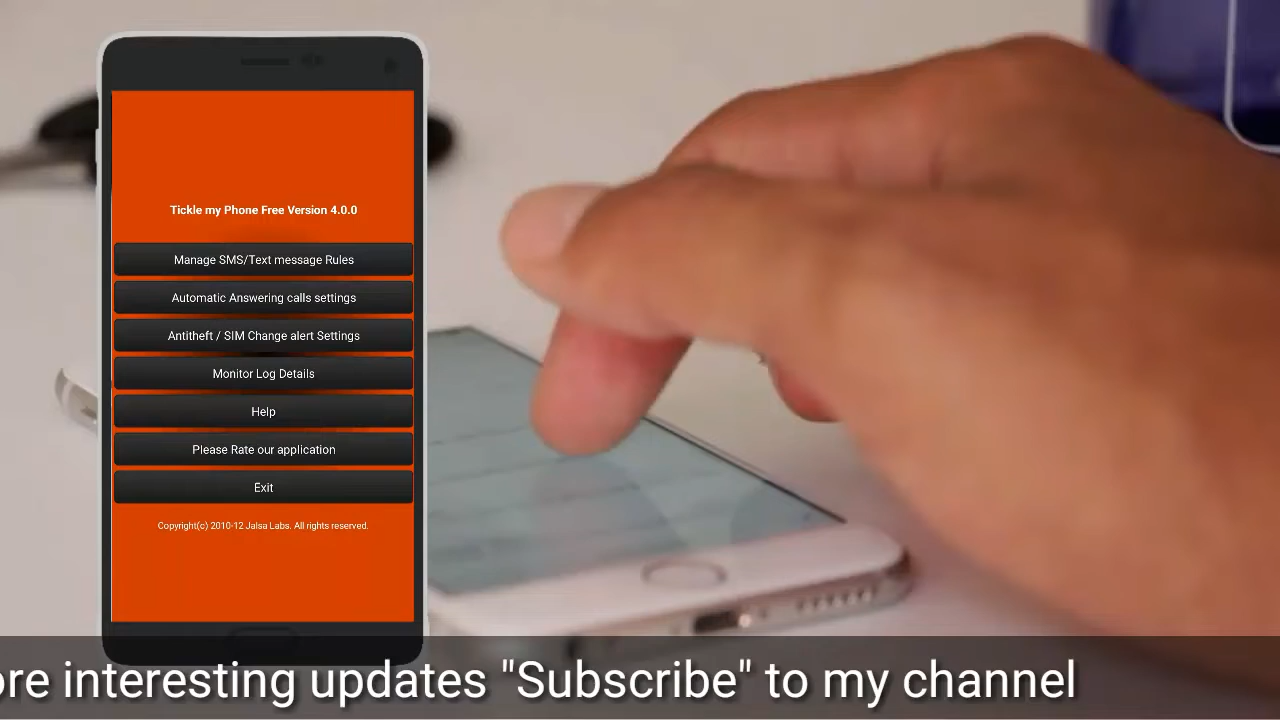 Tickle my Phone Free Version 4.0.0
Manage SMS/Text message Rules
Automatic Answering calls settings
Antitheft / SIM Change alert Settings
Monitor Log Details
Help
Please Rate our application
Exit
Copyright(c) 2010-12 Jalsa Labs. All rights reserved.
interesting updates "Subscribe" to my channel